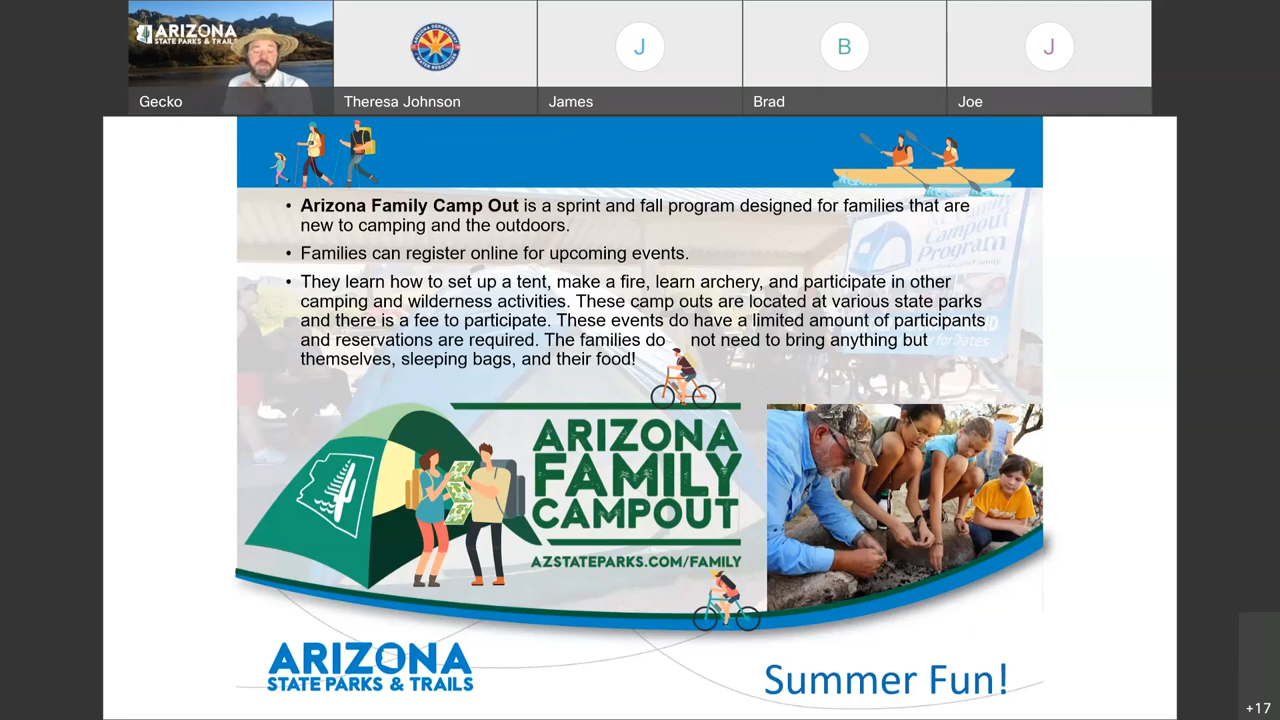 ARIZONA
STATE PARKS & TRAILS
Gecko
Theresa Johnson
J
James
B
Brad
J
Joe
• Arizona Family Camp Out is a sprint and fall program designed for families that are
new to camping and the outdoors.
• Families can register online for upcoming events.
• They learn how to set up a tent, make a fire, learn archery, and participate in other
camping and wilderness activities. These camp outs are located at various state parks
and there is a fee to participate. These events do have a limited amount of participants
and reservations are required. The families do not need to bring anything but
themselves, sleeping bags, and their food!
Family
Campout
Program
for Dates
ARIZONA
FAMILY
CAMPOUT
AZSTATEPARKS.COM/FAMILY
ARIZONA
STATE PARKS & TRAILS
Summer Fun!
+17